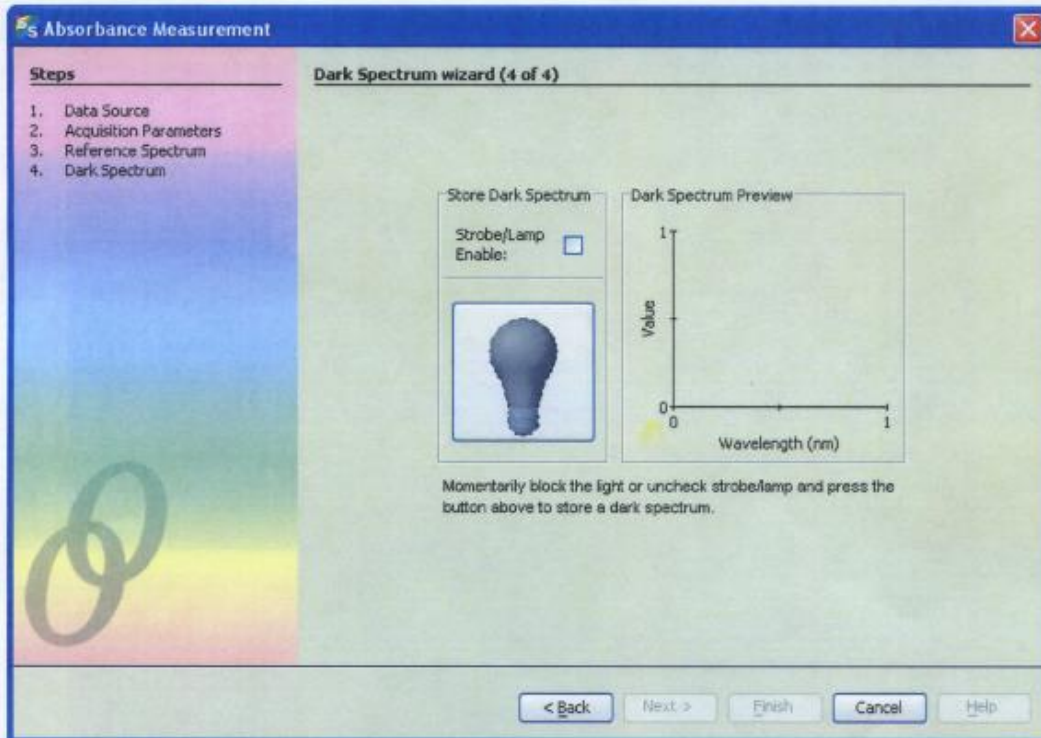 Absorbance Measurement
Steps
1. Data Source
2. Acquisition Parameters
3. Reference Spectrum
4. Dark Spectrum
Dark Spectrum wizard (4 of 4)
Store Dark Spectrum
Strobe/Lamp
Enable:
Dark Spectrum Preview
1
Value
0
0
1
Wavelength (nm)
Momentarily block the light or uncheck strobe/lamp and press the
button above to store a dark spectrum.
OO
< Back
Next >
Finish
Cancel
Help